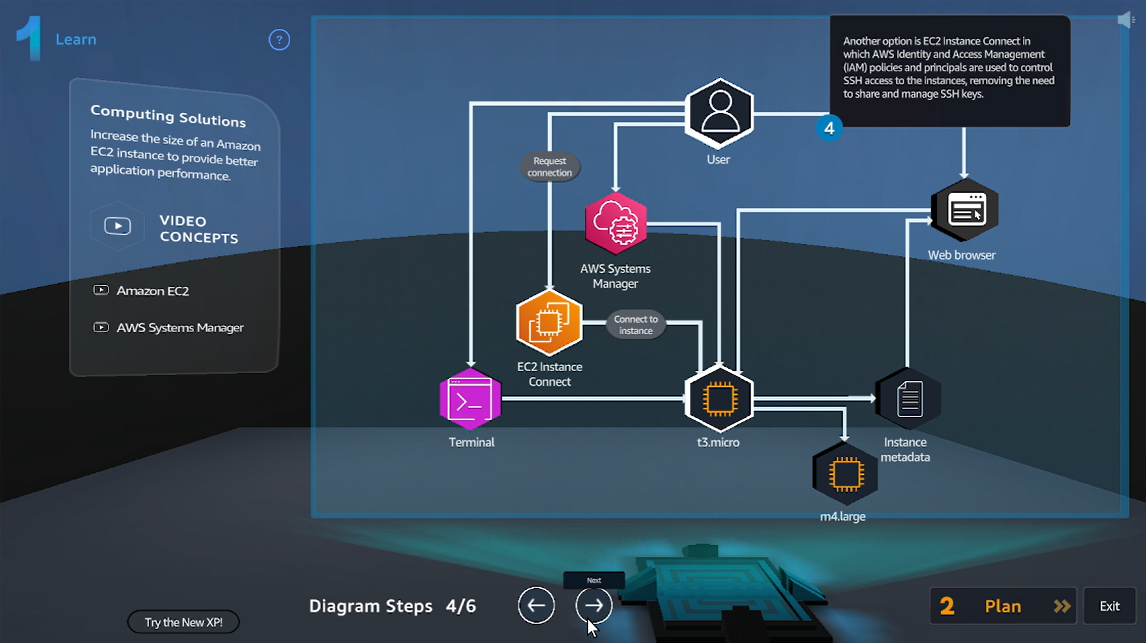 1
Learn
?
Computing Solutions
Increase the size of an Amazon
EC2 instance to provide better
application performance.
VIDEO
CONCEPTS
Amazon EC2
AWS Systems Manager
Another option is EC2 Instance Connect in
which AWS Identity and Access Management
(IAM) policies and principals are used to control
SSH access to the instances, removing the need
to share and manage SSH keys.
4
User
Request
connection
AWS Systems
Manager
Web browser
EC2 Instance
Connect
Connect to
instance
Terminal
t3.micro
Instance
metadata
m4.large
Diagram Steps 4/6
Next
Try the New XP!
2 Plan
Exit